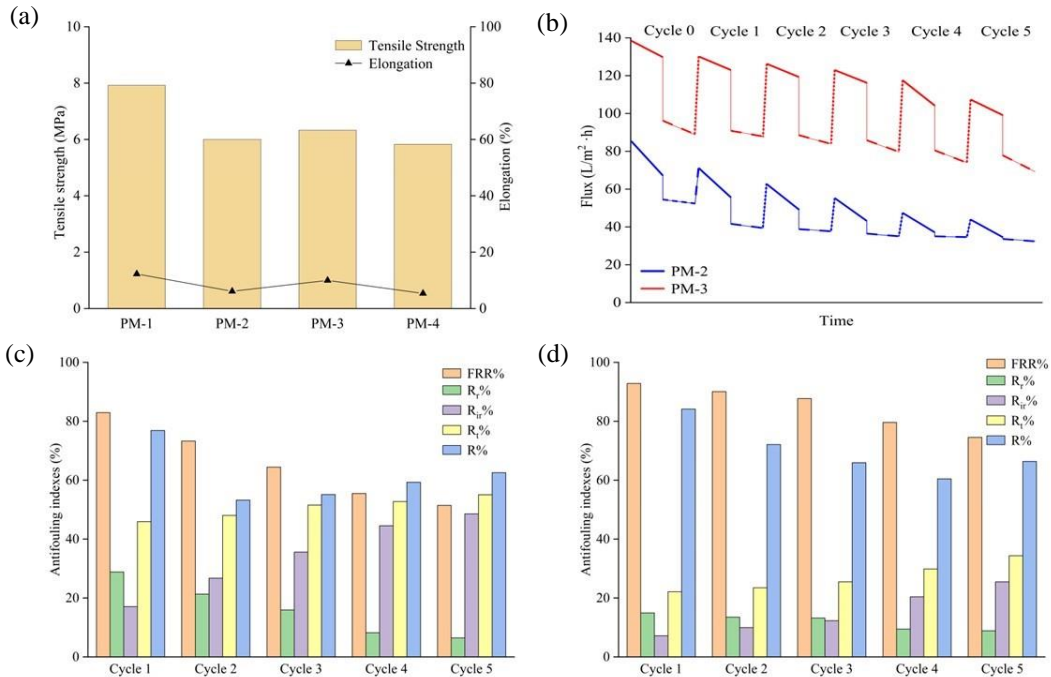 (a)
10
8
6
4
2
0
Tensile strength (MPa)
Tensile Strength
Elongation
100
80
60
40
20
0
Elongation (%)
PM-1 PM-2 PM-3 PM-4
(b)
Cycle 0 Cycle 1 Cycle 2 Cycle 3 Cycle 4 Cycle 5
140
120
100
80
60
40
20
0
Flux (L/m² ·h)
PM-2
PM-3
Time
(c)
100
80
60
40
20
0
Antifouling indexes (%)
FRR%
Rr%
Rir%
Rt%
R%
Cycle 1 Cycle 2 Cycle 3 Cycle 4 Cycle 5
(d)
100
80
60
40
20
0
Antifouling indexes (%)
FRR%
Rr%
Rir%
Rt%
R%
Cycle 1 Cycle 2 Cycle 3 Cycle 4 Cycle 5